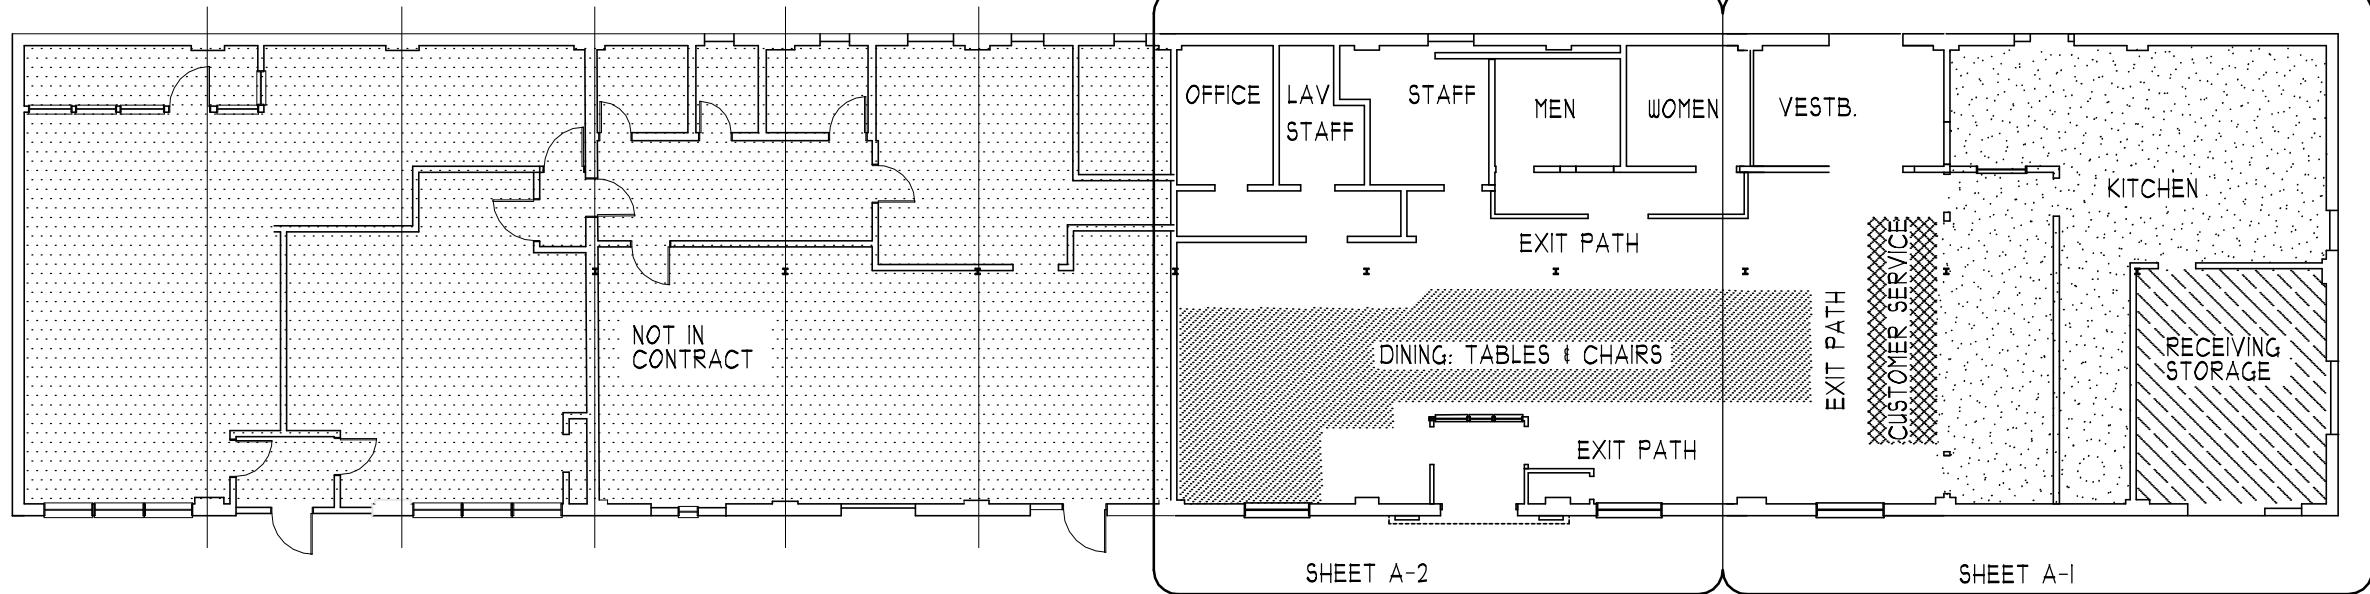 OFFICE
LAV
STAFF
STAFF
MEN
WOMEN
VESTB.
KITCHEN
EXIT PATH
CUSTOMER SERVICE
EXIT PATH
NOT IN
CONTRACT
DINING: TABLES & CHAIRS
RECEIVING
STORAGE
EXIT PATH
SHEET A-2
SHEET A-1